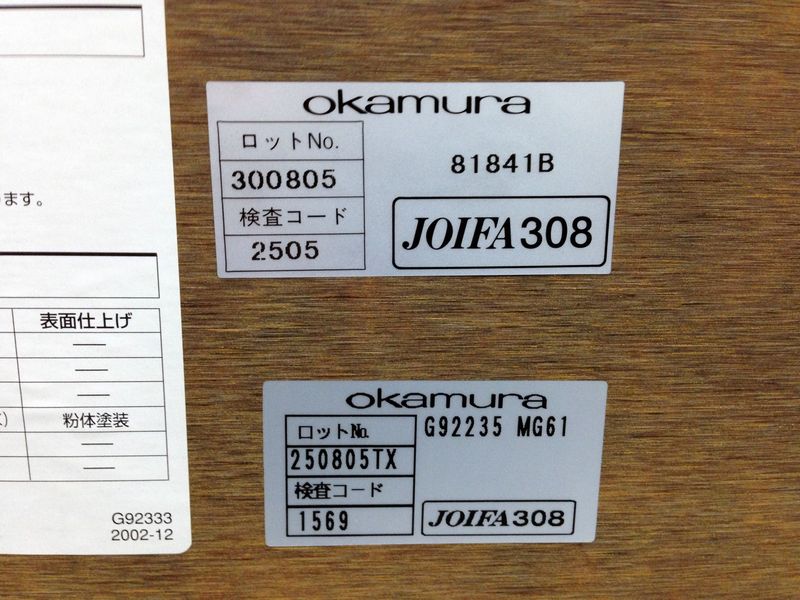 ます。
表面仕上げ
—
—
—
粉体塗装
—
—
G92333
2002-12
okamura
ロットNo.
300805
検査コード
2505
81841B
JOIFA308
okamura
ロットNo.
250805TX
検査コード
1569
G92235 MG61
JOIFA308